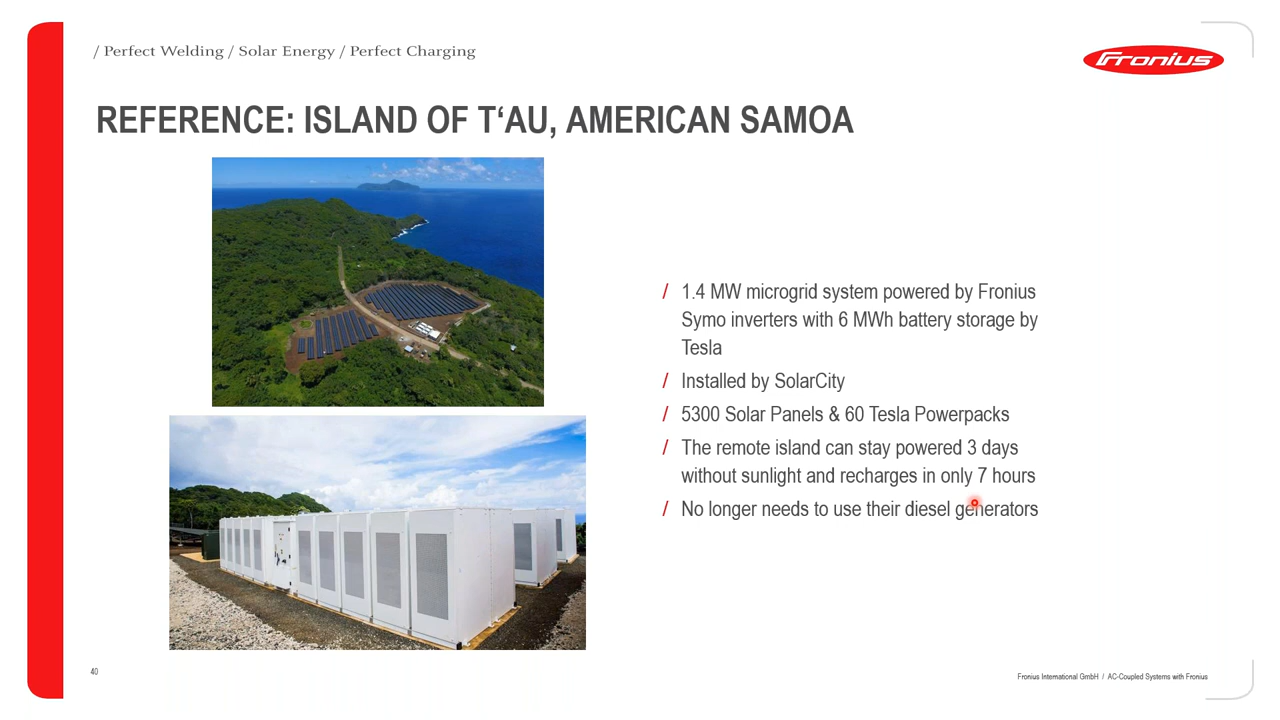 / Perfect Welding / Solar Energy / Perfect Charging
Fronius
REFERENCE: ISLAND OF T‘AU, AMERICAN SAMOA
/ 1.4 MW microgrid system powered by Fronius
Symo inverters with 6 MWh battery storage by
Tesla
/ Installed by SolarCity
/ 5300 Solar Panels & 60 Tesla Powerpacks
/ The remote island can stay powered 3 days
without sunlight and recharges in only 7 hours
/ No longer needs to use their diesel generators
40
Fronius International GmbH / AC-Coupled Systems with Fronius